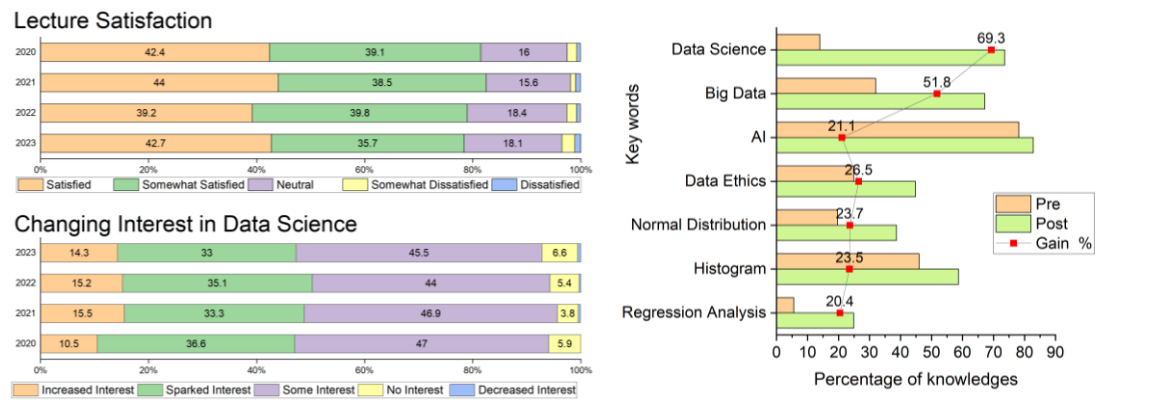 Lecture Satisfaction
2020 42.4 39.1 16
2021 44 38.5 15.6
2022 39.2 39.8 18.4
2023 42.7 35.7 18.1
0% 20% 40% 60% 80% 100%
Satisfied Somewhat Satisfied Neutral Somewhat Dissatisfied Dissatisfied
Changing Interest in Data Science
2023 14.3 33 45.5 6.6
2022 15.2 35.1 44 5.4
2021 15.5 33.3 46.9 3.8
2020 10.5 36.6 47 5.9
0% 20% 40% 60% 80% 100%
Increased Interest Sparked Interest Some Interest No Interest Decreased Interest
Key words
Data Science 69.3
Big Data 51.8
AI 21.1
Data Ethics 26.5
Normal Distribution 23.7
Histogram 23.5
Regression Analysis 20.4
Pre
Post
Gain %
0 10 20 30 40 50 60 70 80 90
Percentage of knowledges